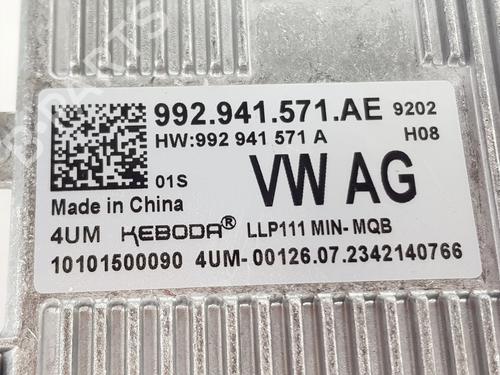 992.941.571.AE 9202
HW:992 941 571 A H08
01S VW AG
Made in China
4UM KEBODA® LLP111 MIN-MQB
10101500090 4UM-00126.07.2342140766
B-PARTS